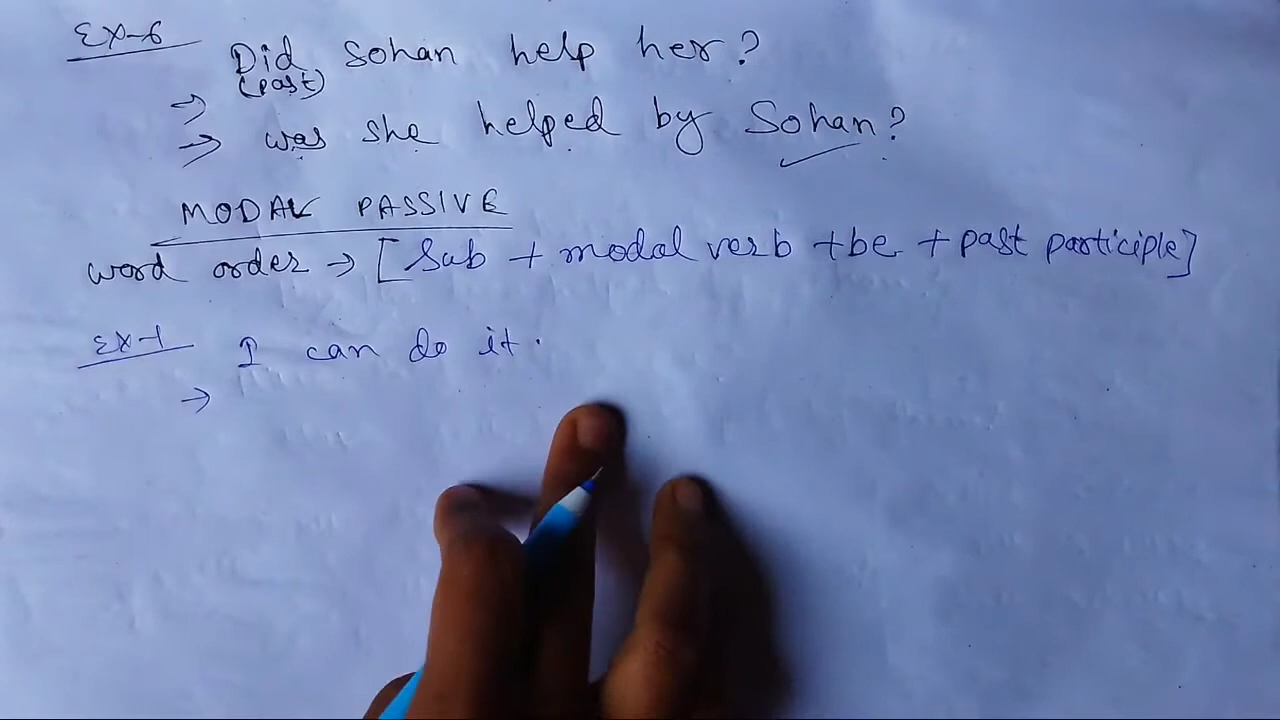 EX-6 Did Sohan help her?
(past)
→
→ was she helped by Sohan?
MODAL PASSIVE
word order → [Sub + modal verb +be + past participle]
EX-1 I can do it.
→